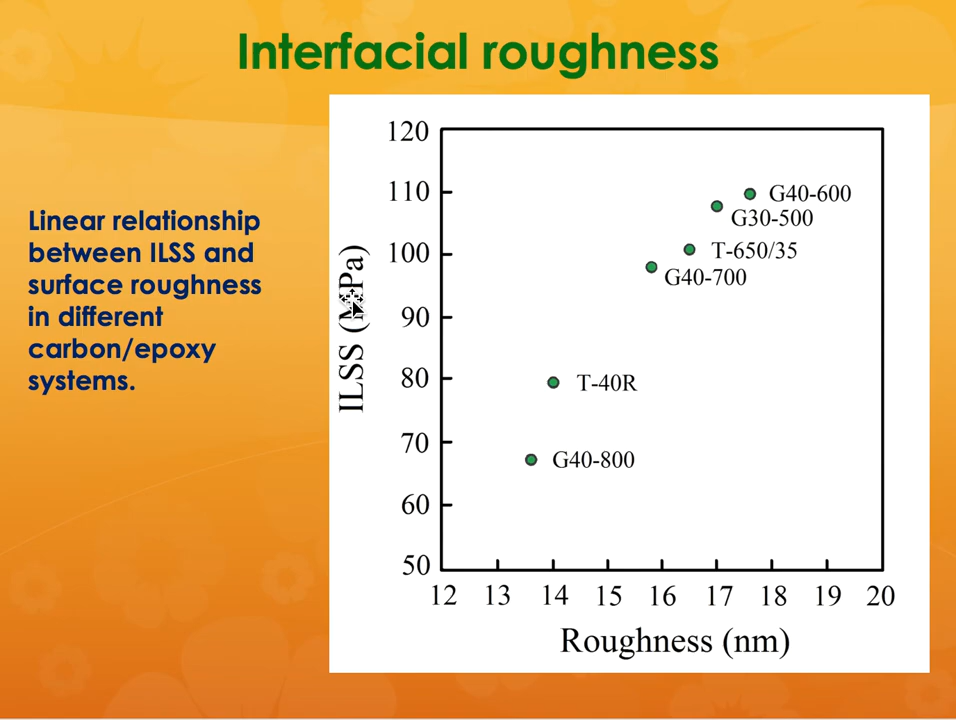 Interfacial roughness
Linear relationship
between ILSS and
surface roughness
in different
carbon/epoxy
systems.
ILSS (MPa)
120
110
100
90
80
70
60
50
G40-600
G30-500
T-650/35
G40-700
T-40R
G40-800
12 13 14 15 16 17 18 19 20
Roughness (nm)